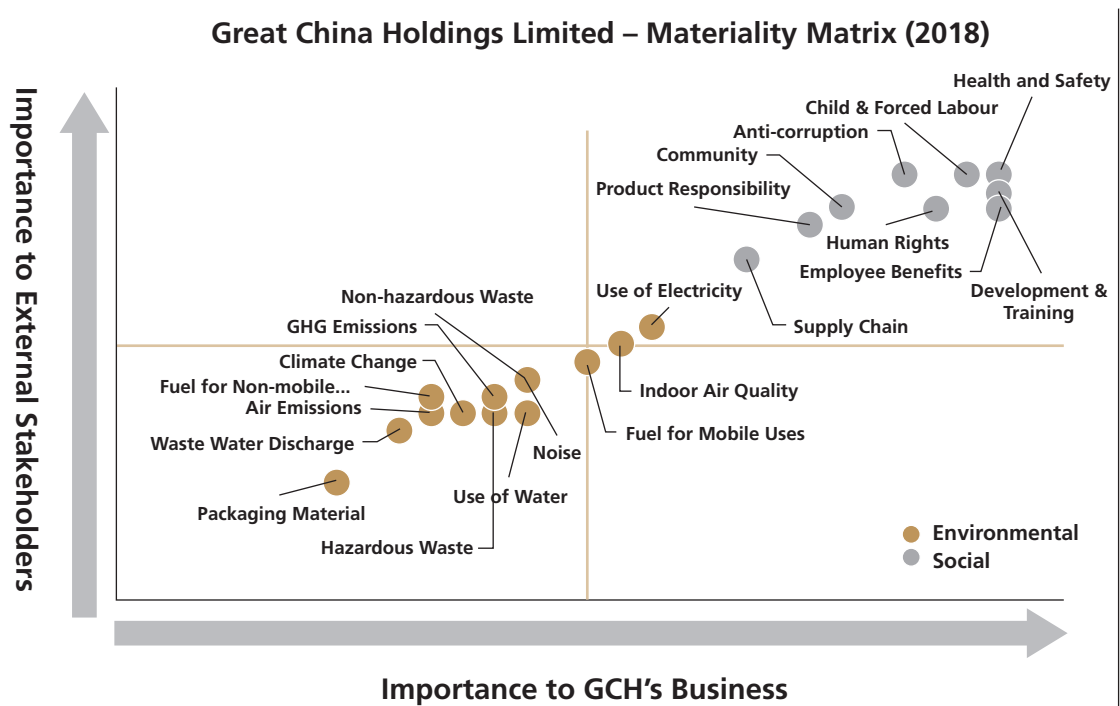 Great China Holdings Limited – Materiality Matrix (2018)
Importance to External Stakeholders
Health and Safety
Child & Forced Labour
Anti-corruption
Community
Product Responsibility
Human Rights
Employee Benefits
Development &
Training
Use of Electricity
Supply Chain
Non-hazardous Waste
GHG Emissions
Climate Change
Fuel for Non-mobile...
Air Emissions
Indoor Air Quality
Waste Water Discharge
Fuel for Mobile Uses
Noise
Use of Water
Packaging Material
Hazardous Waste
Environmental
Social
Importance to GCH’s Business